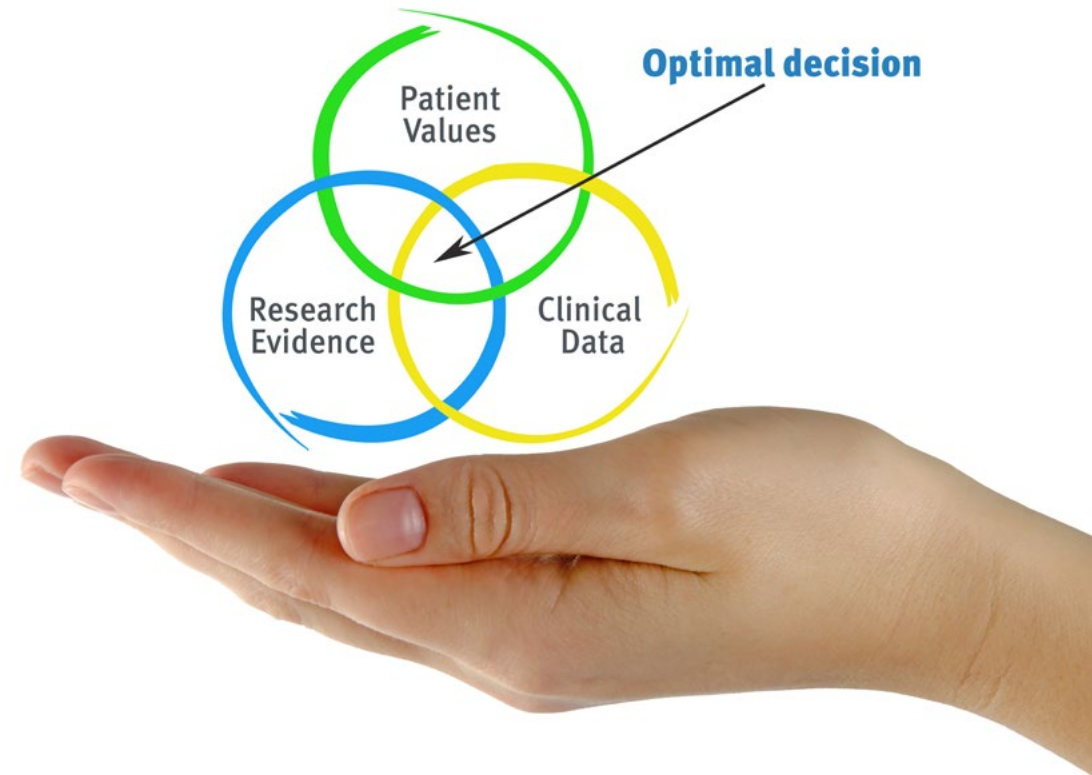 Optimal decision
Patient
Values
Research
Evidence
Clinical
Data